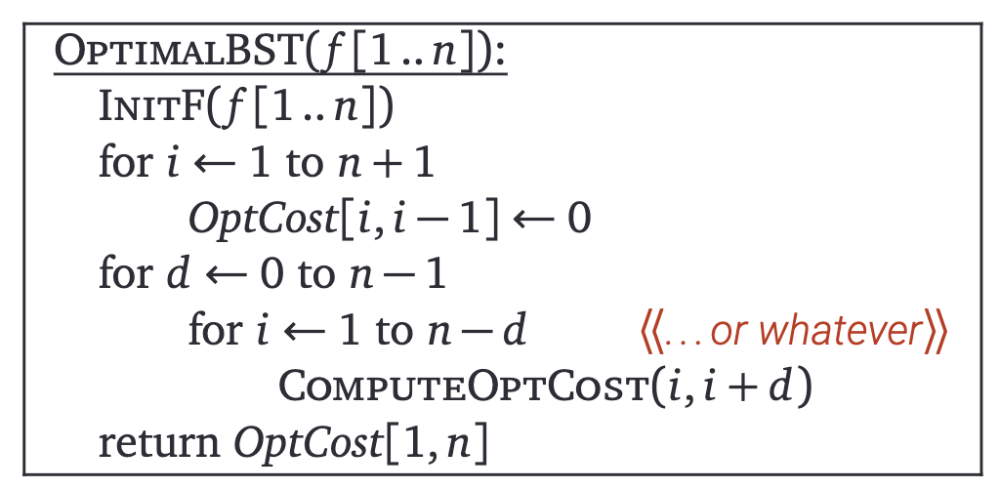 OPTIMALBST(f[1..n]):
INITF(f[1..n])
for i ← 1 to n + 1
OptCost[i, i − 1] ← 0
for d ← 0 to n − 1
for i ← 1 to n − d ⟪...or whatever⟫
COMPUTEOPTCOST(i, i + d)
return OptCost[1, n]